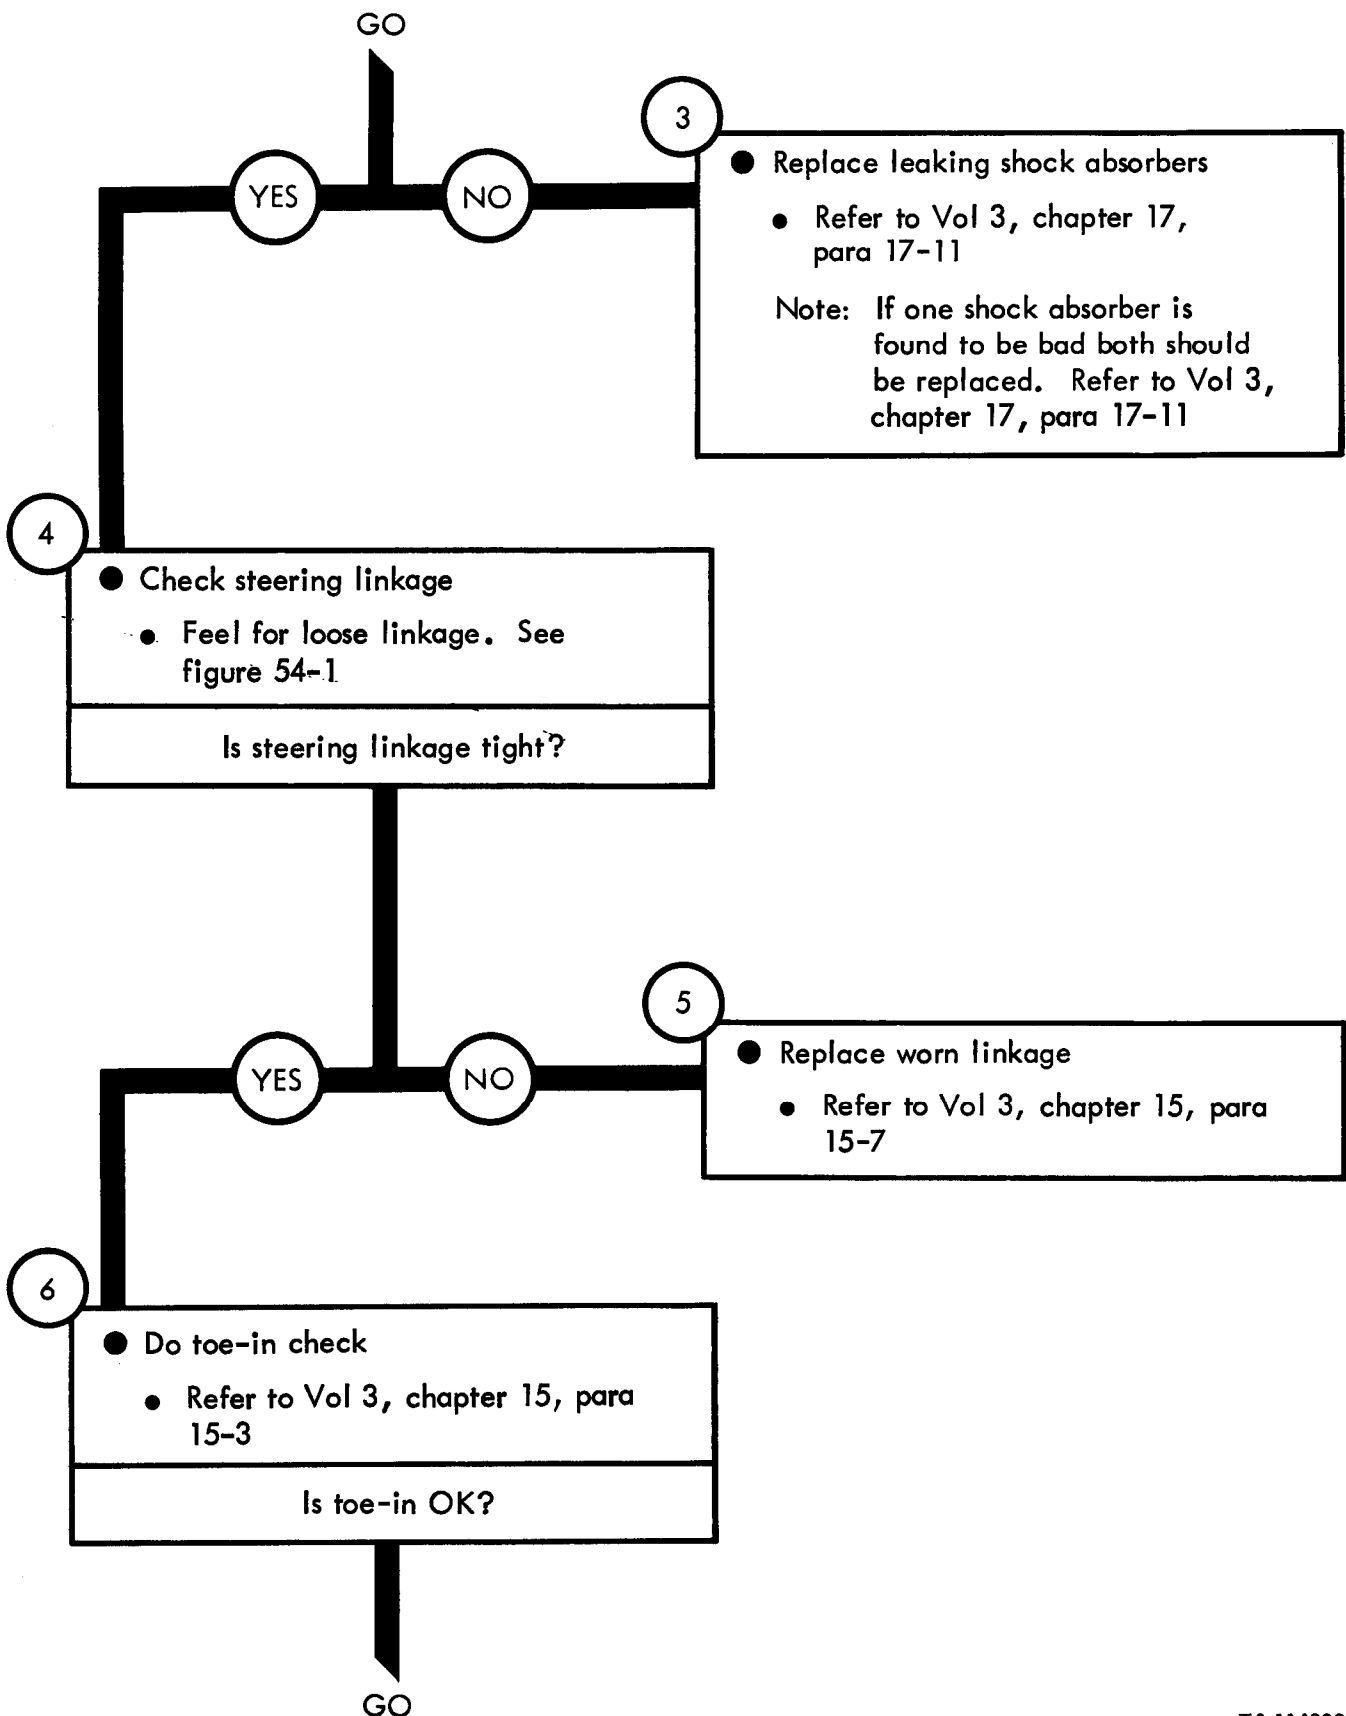 GO
YES
NO
3
● Replace leaking shock absorbers
● Refer to Vol 3, chapter 17,
para 17-11
Note: If one shock absorber is
found to be bad both should
be replaced. Refer to Vol 3,
chapter 17, para 17-11
4
● Check steering linkage
● Feel for loose linkage. See
figure 54-1
Is steering linkage tight?
YES
NO
5
● Replace worn linkage
● Refer to Vol 3, chapter 15, para
15-7
6
● Do toe-in check
● Refer to Vol 3, chapter 15, para
15-3
Is toe-in OK?
GO